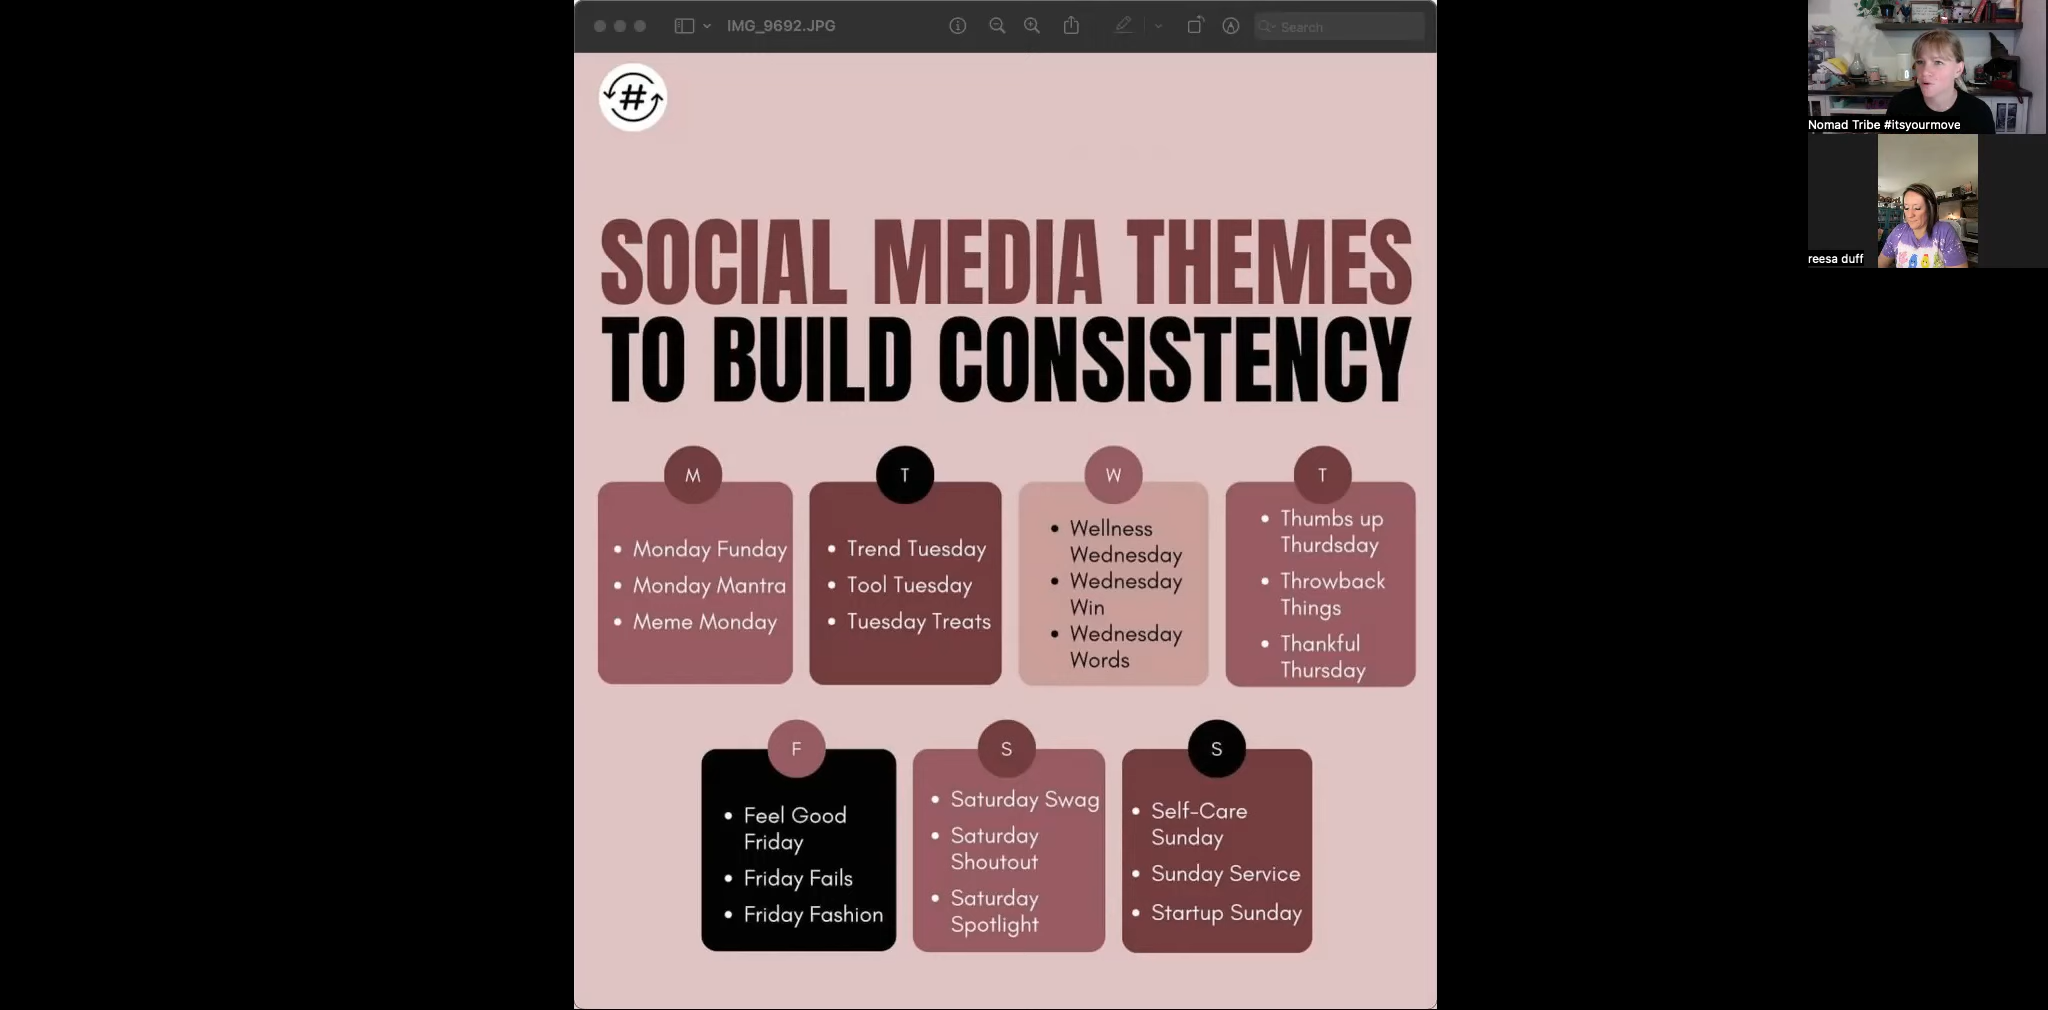 IMG_9692.JPG
Search
#
SOCIAL MEDIA THEMES
TO BUILD CONSISTENCY
M
• Monday Funday
• Monday Mantra
• Meme Monday
T
• Trend Tuesday
• Tool Tuesday
• Tuesday Treats
W
• Wellness
Wednesday
• Wednesday
Win
• Wednesday
Words
T
• Thumbs up
Thurdsday
• Throwback
Things
• Thankful
Thursday
F
• Feel Good
Friday
• Friday Fails
• Friday Fashion
S
• Saturday Swag
• Saturday
Shoutout
• Saturday
Spotlight
S
• Self-Care
Sunday
• Sunday Service
• Startup Sunday
Nomad Tribe #itsyourmove
reesa duff